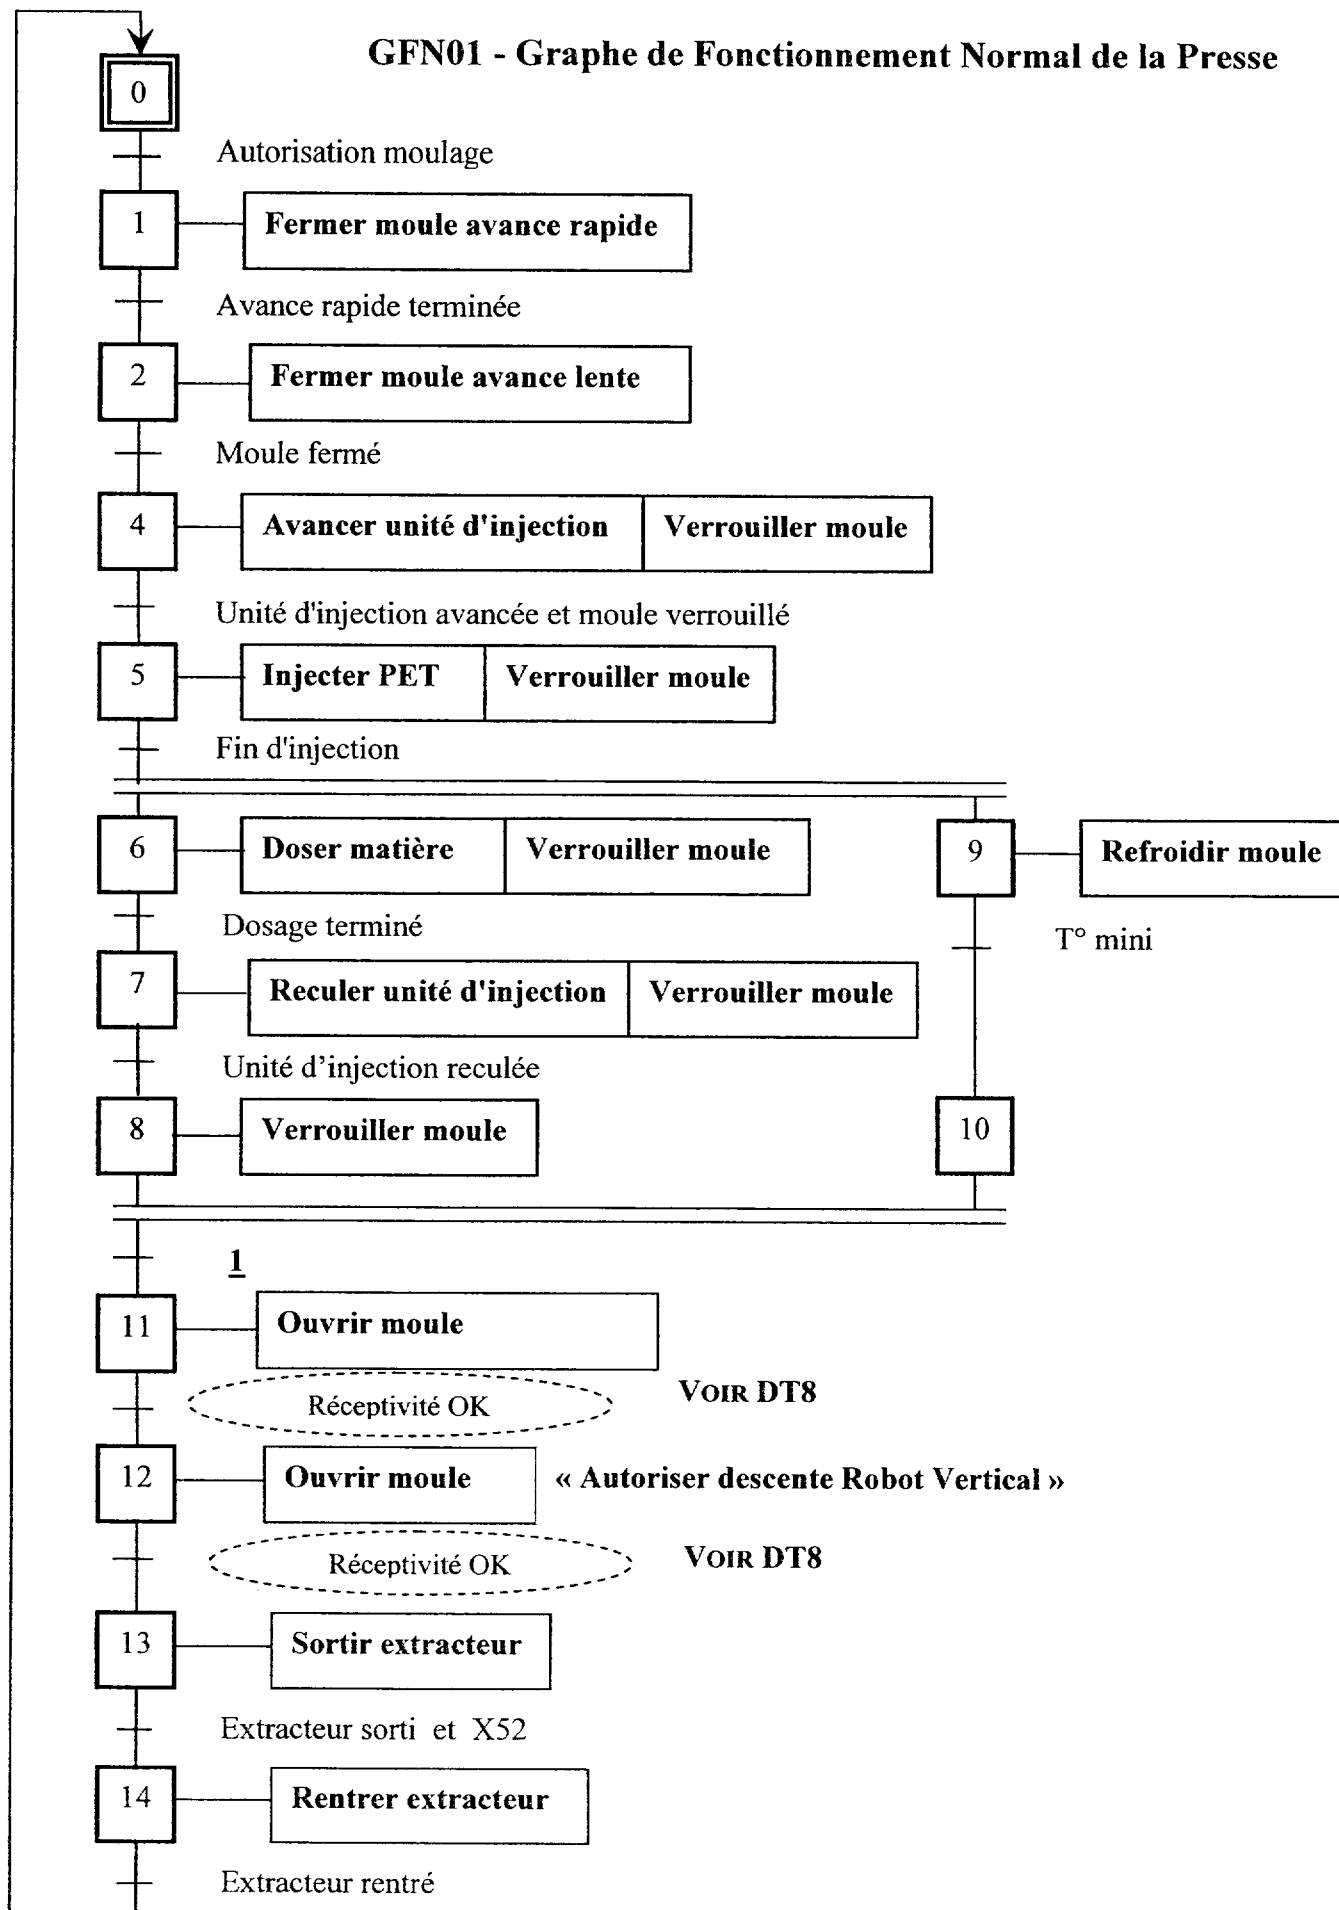 GFN01 - Graphe de Fonctionnement Normal de la Presse
0
Autorisation moulage
1 Fermer moule avance rapide
Avance rapide terminée
2 Fermer moule avance lente
Moule fermé
4 Avancer unité d'injection Verrouiller moule
Unité d'injection avancée et moule verrouillé
5 Injecter PET Verrouiller moule
Fin d'injection
6 Doser matière Verrouiller moule 9 Refroidir moule
Dosage terminé T° mini
7 Reculer unité d'injection Verrouiller moule
Unité d’injection reculée
8 Verrouiller moule 10
1
11 Ouvrir moule
Réceptivité OK VOIR DT8
12 Ouvrir moule « Autoriser descente Robot Vertical »
Réceptivité OK VOIR DT8
13 Sortir extracteur
Extracteur sorti et X52
14 Rentrer extracteur
Extracteur rentré